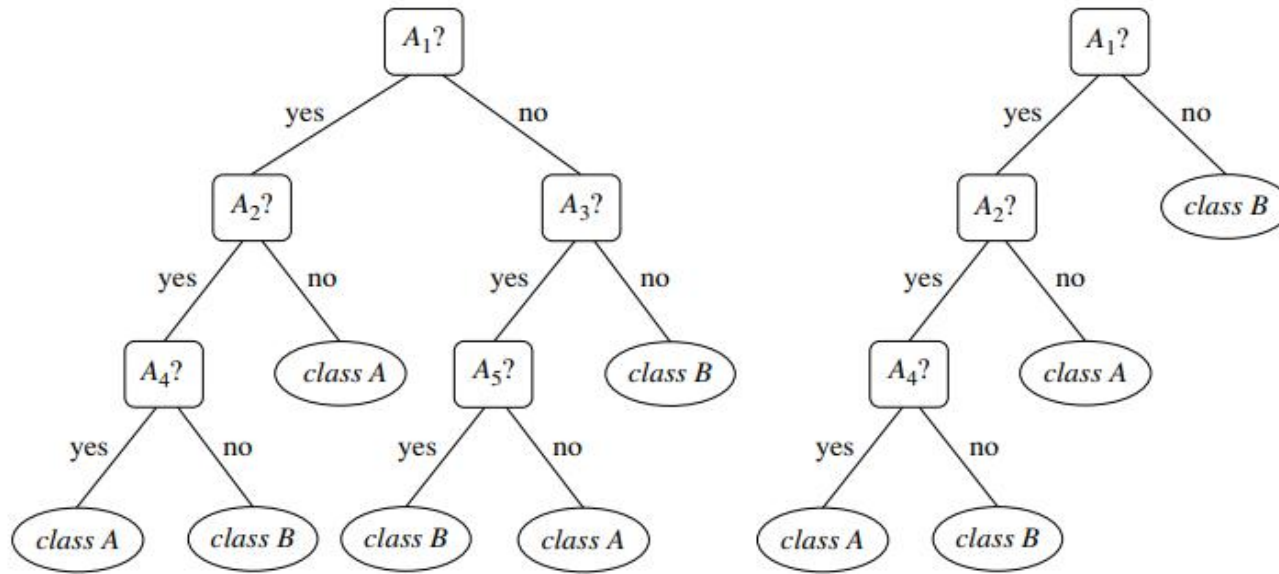 A₁?
A₁?
yes
no
yes
no
A₂?
A₃?
A₂?
class B
yes
no
yes
no
yes
no
A₄?
class A
A₅?
class B
A₄?
class A
yes
no
yes
no
yes
no
class A
class B
class B
class A
class A
class B